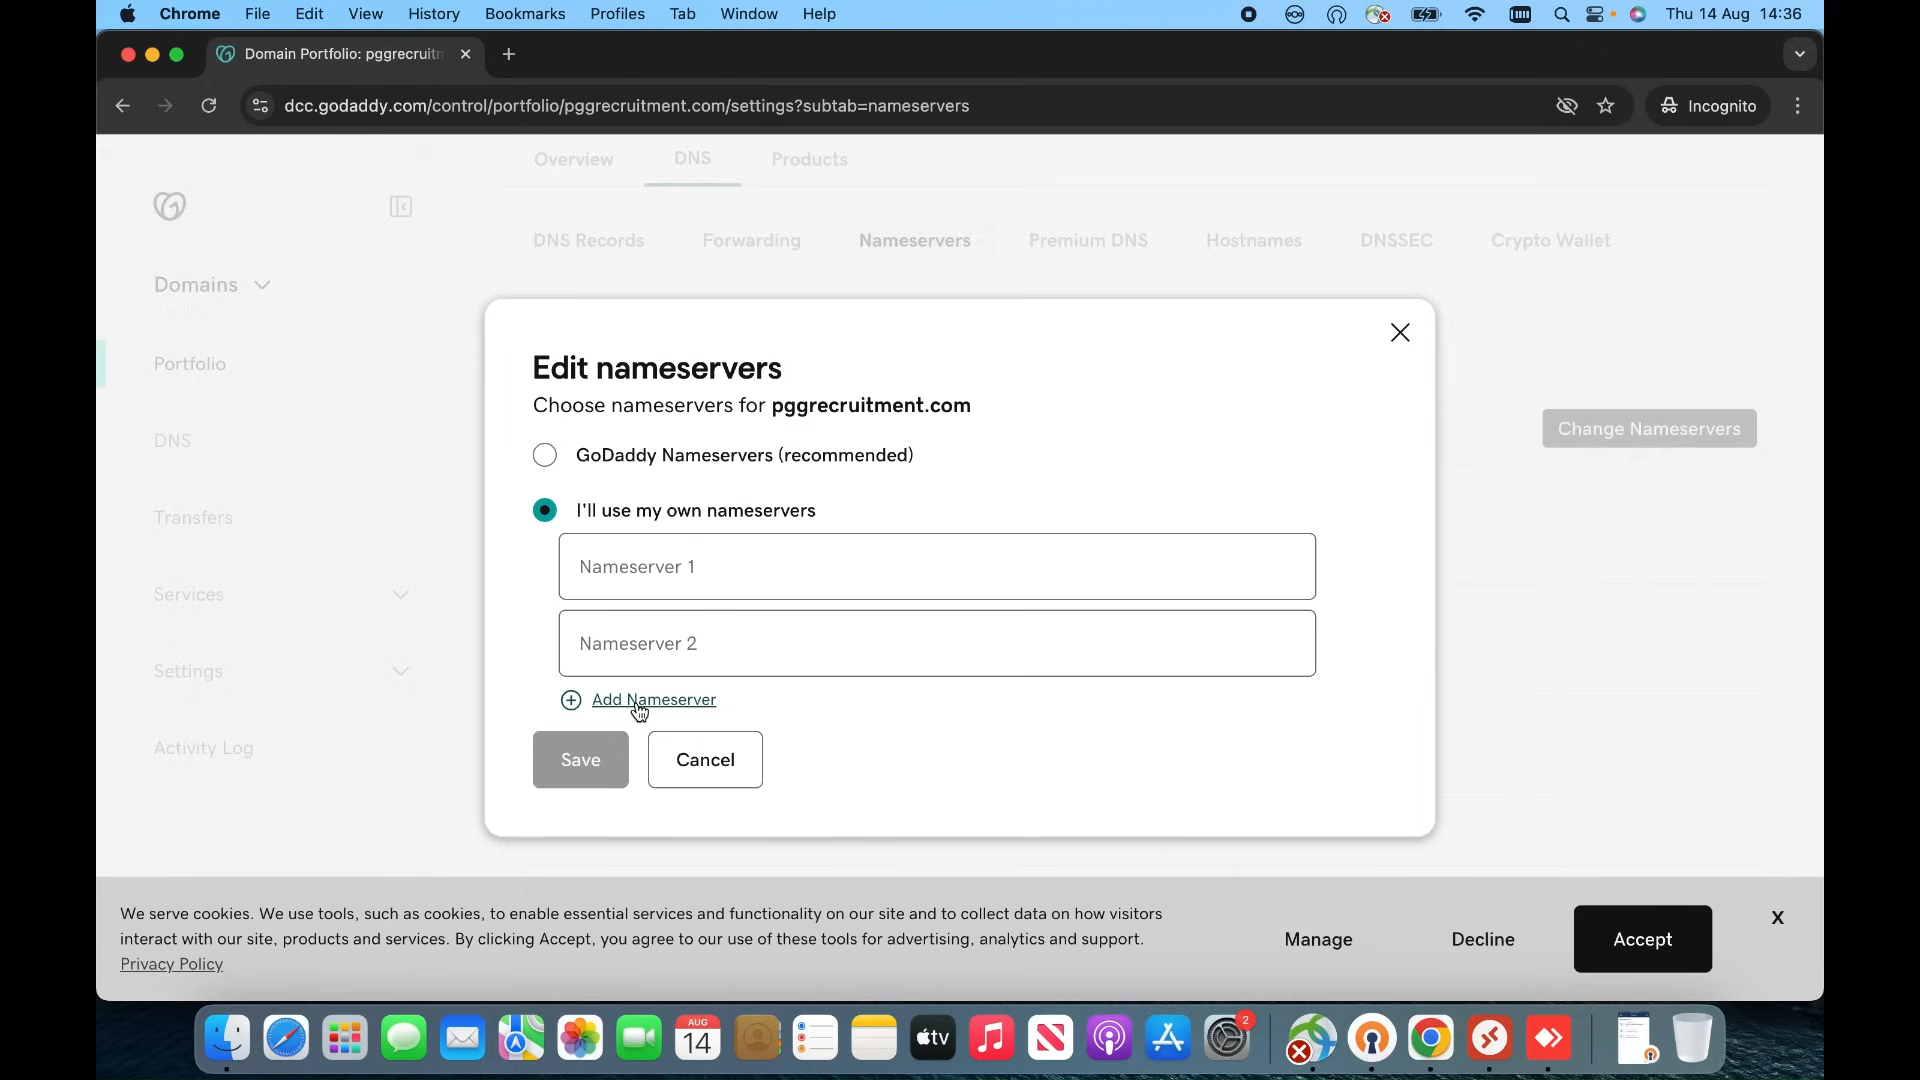 Chrome File Edit View History Bookmarks Profiles Tab Window Help Thu 14 Aug 14:36
Domain Portfolio: pggrecruitm
dcc.godaddy.com/control/portfolio/pggrecruitment.com/settings?subtab=nameservers Incognito
Overview DNS Products
DNS Records Forwarding Nameservers Premium DNS Hostnames DNSSEC Crypto Wallet
Domains
Portfolio
DNS
Transfers
Services
Settings
Activity Log
Change Nameservers
Edit nameservers
Choose nameservers for pggrecruitment.com
GoDaddy Nameservers (recommended)
I'll use my own nameservers
Nameserver 1
Nameserver 2
Add Nameserver
Save Cancel
We serve cookies. We use tools, such as cookies, to enable essential services and functionality on our site and to collect data on how visitors
interact with our site, products and services. By clicking Accept, you agree to our use of these tools for advertising, analytics and support.
Privacy Policy
Manage Decline Accept X
AUG
14
tv
2